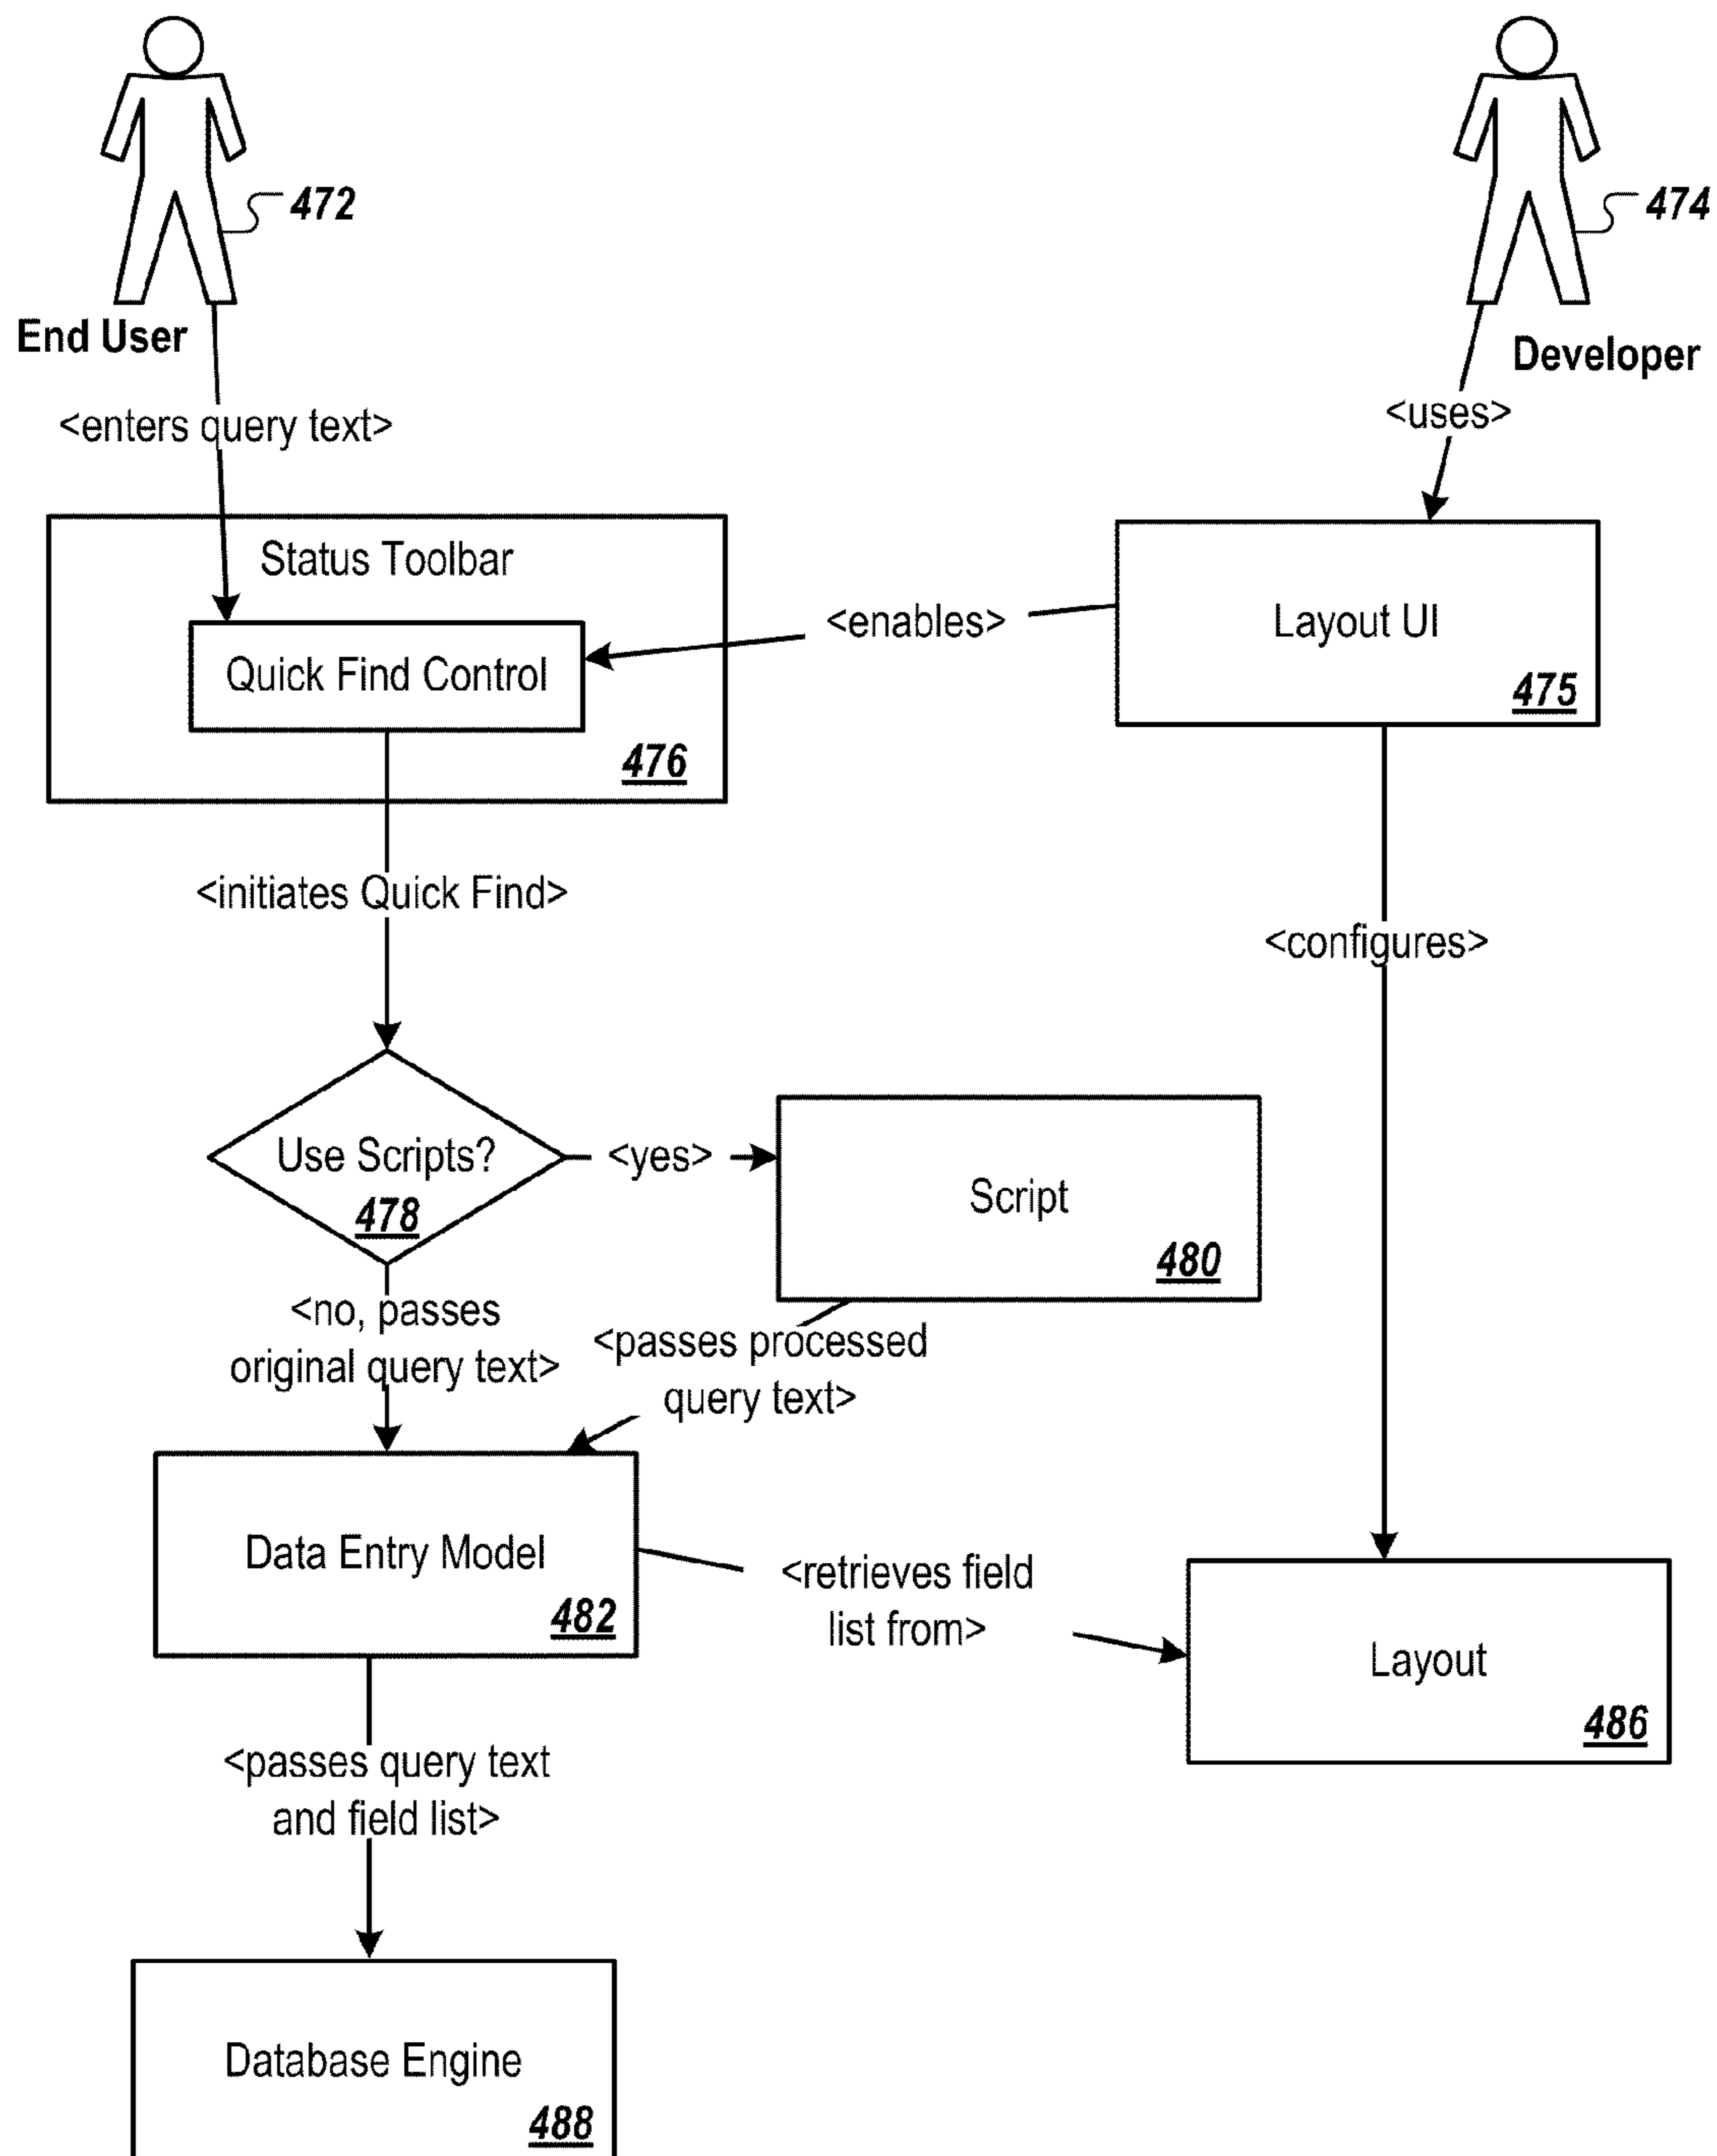 472
474
End User
Developer
<enters query text>
<uses>
Status Toolbar
<enables>
Layout UI
Quick Find Control
475
476
<initiates Quick Find>
<configures>
Use Scripts?
<yes>
Script
478
480
<no, passes
original query text>
<passes processed
query text>
Data Entry Model
482
<retrieves field
list from>
Layout
486
<passes query text
and field list>
Database Engine
488